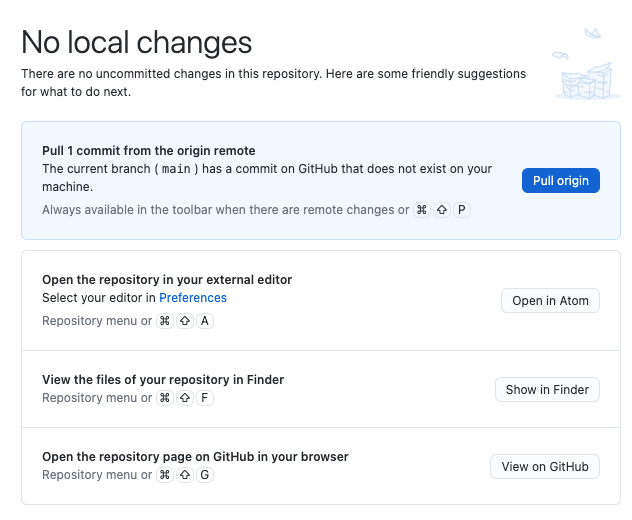 No local changes
There are no uncommitted changes in this repository. Here are some friendly suggestions
for what to do next.
Pull 1 commit from the origin remote
The current branch ( main ) has a commit on GitHub that does not exist on your
machine.
Always available in the toolbar when there are remote changes or ⌘ ⇧ P
Pull origin
Open the repository in your external editor
Select your editor in Preferences
Repository menu or ⌘ ⇧ A
Open in Atom
View the files of your repository in Finder
Repository menu or ⌘ ⇧ F
Show in Finder
Open the repository page on GitHub in your browser
Repository menu or ⌘ ⇧ G
View on GitHub